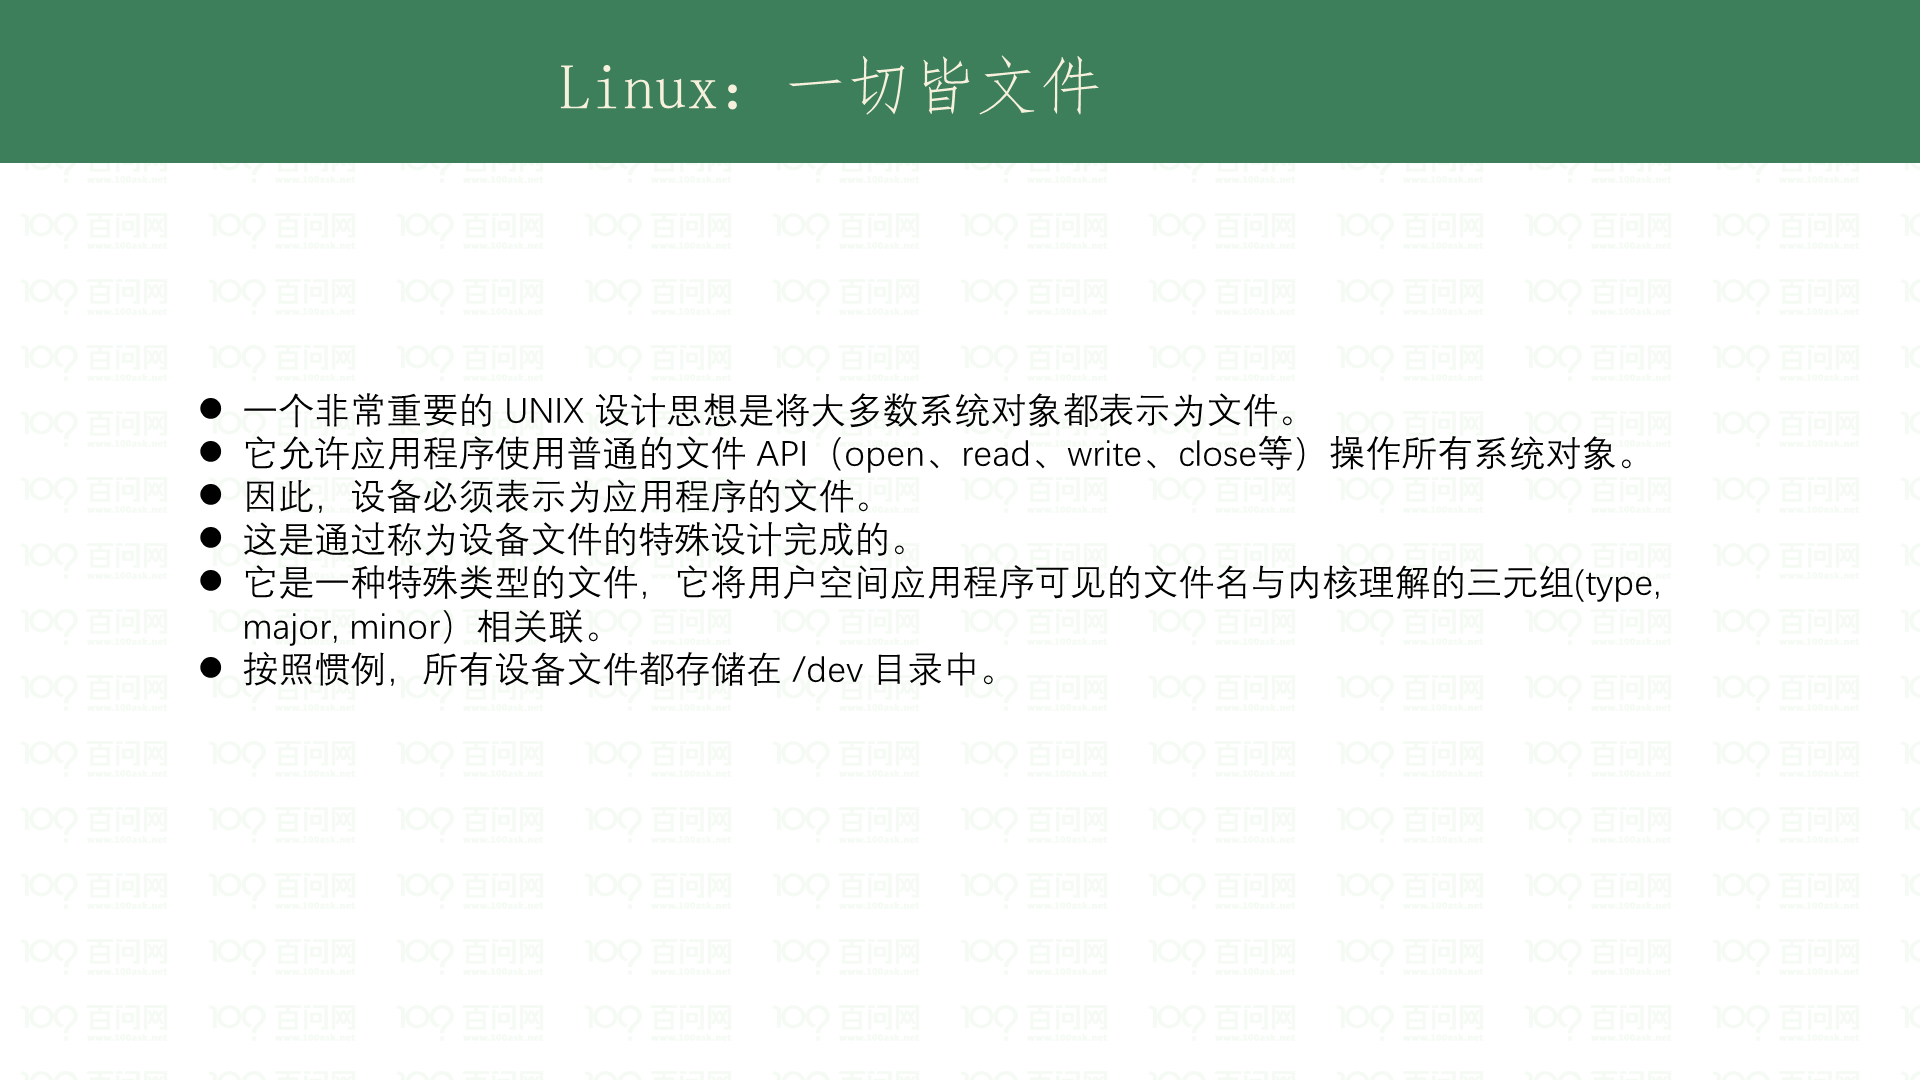 Linux：一切皆文件
一个非常重要的 UNIX 设计思想是将大多数系统对象都表示为文件。
它允许应用程序使用普通的文件 API（open、read、write、close等）操作所有系统对象。
因此，设备必须表示为应用程序的文件。
这是通过称为设备文件的特殊设计完成的。
它是一种特殊类型的文件，它将用户空间应用程序可见的文件名与内核理解的三元组(type,
major, minor）相关联。
按照惯例，所有设备文件都存储在 /dev 目录中。
百问网
www.100ask.net